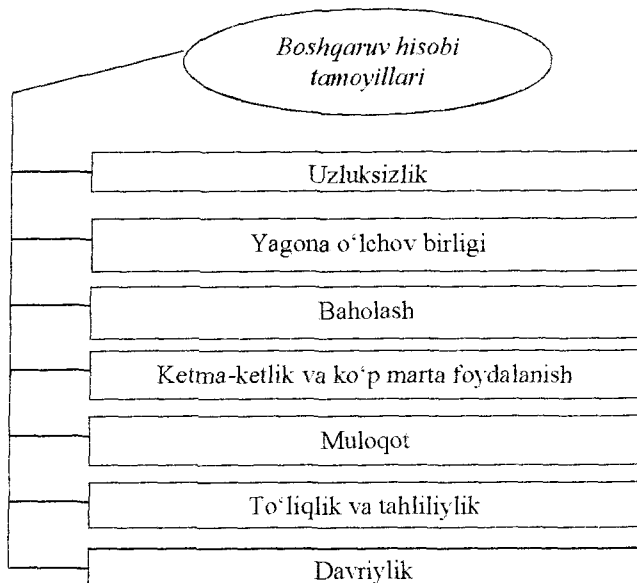 Boshqaruv hisobi
tamoyillari
Uzluksizlik
Yagona o‘lchov birligi
Baholash
Ketma-ketlik va ko‘p marta foydalanish
Muloqot
To‘liqlik va tahliliylik
Davriylik